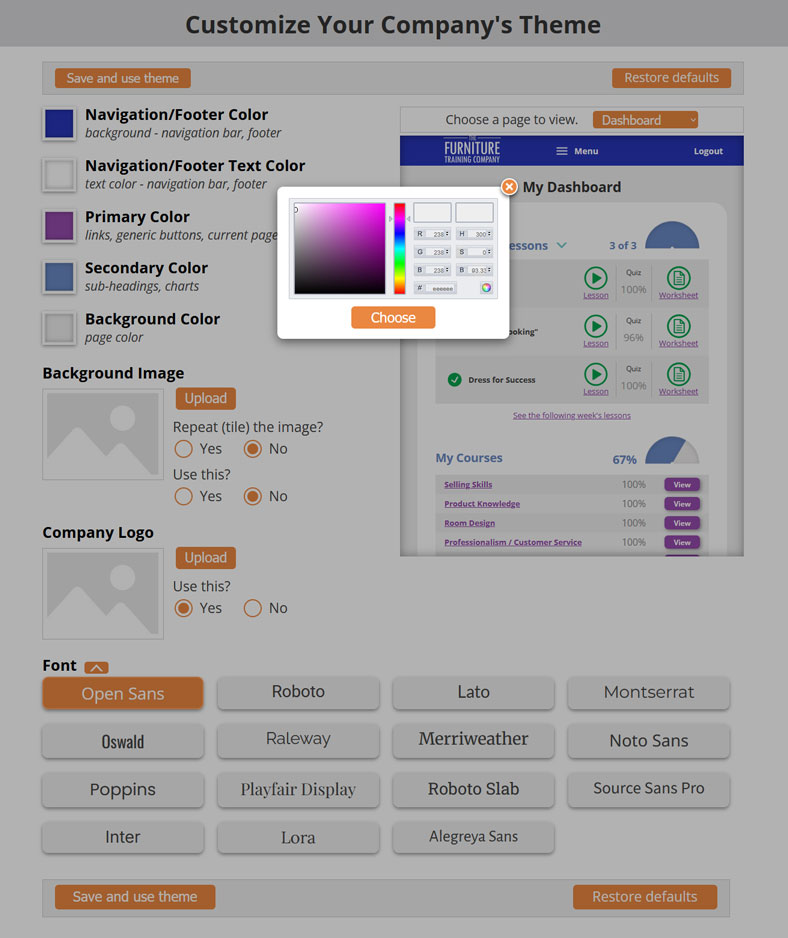 Customize Your Company's Theme
Save and use theme
Restore defaults
Navigation/Footer Color
background - navigation bar, footer
Navigation/Footer Text Color
text color - navigation bar, footer
Primary Color
links, generic buttons, current page
Secondary Color
sub-headings, charts
Background Color
page color
Background Image
Upload
Repeat (tile) the image?
Yes
No
Use this?
Yes
No
Company Logo
Upload
Use this?
Yes
No
Choose a page to view.
Dashboard
THE
FURNITURE
TRAINING COMPANY
Menu
Logout
My Dashboard
R 238
H 300
G 238
S 0
B 238
B 93.33
# eeeeee
Choose
essons
3 of 3
Quiz
100%
Lesson
Worksheet
ooking"
Quiz
96%
Lesson
Worksheet
Dress for Success
Quiz
100%
Lesson
Worksheet
See the following week's lessons
My Courses
67%
Selling Skills
100%
View
Product Knowledge
100%
View
Room Design
100%
View
Professionalism / Customer Service
100%
View
Font
Open Sans
Roboto
Lato
Montserrat
Oswald
Raleway
Merriweather
Noto Sans
Poppins
Playfair Display
Roboto Slab
Source Sans Pro
Inter
Lora
Alegreya Sans
Save and use theme
Restore defaults